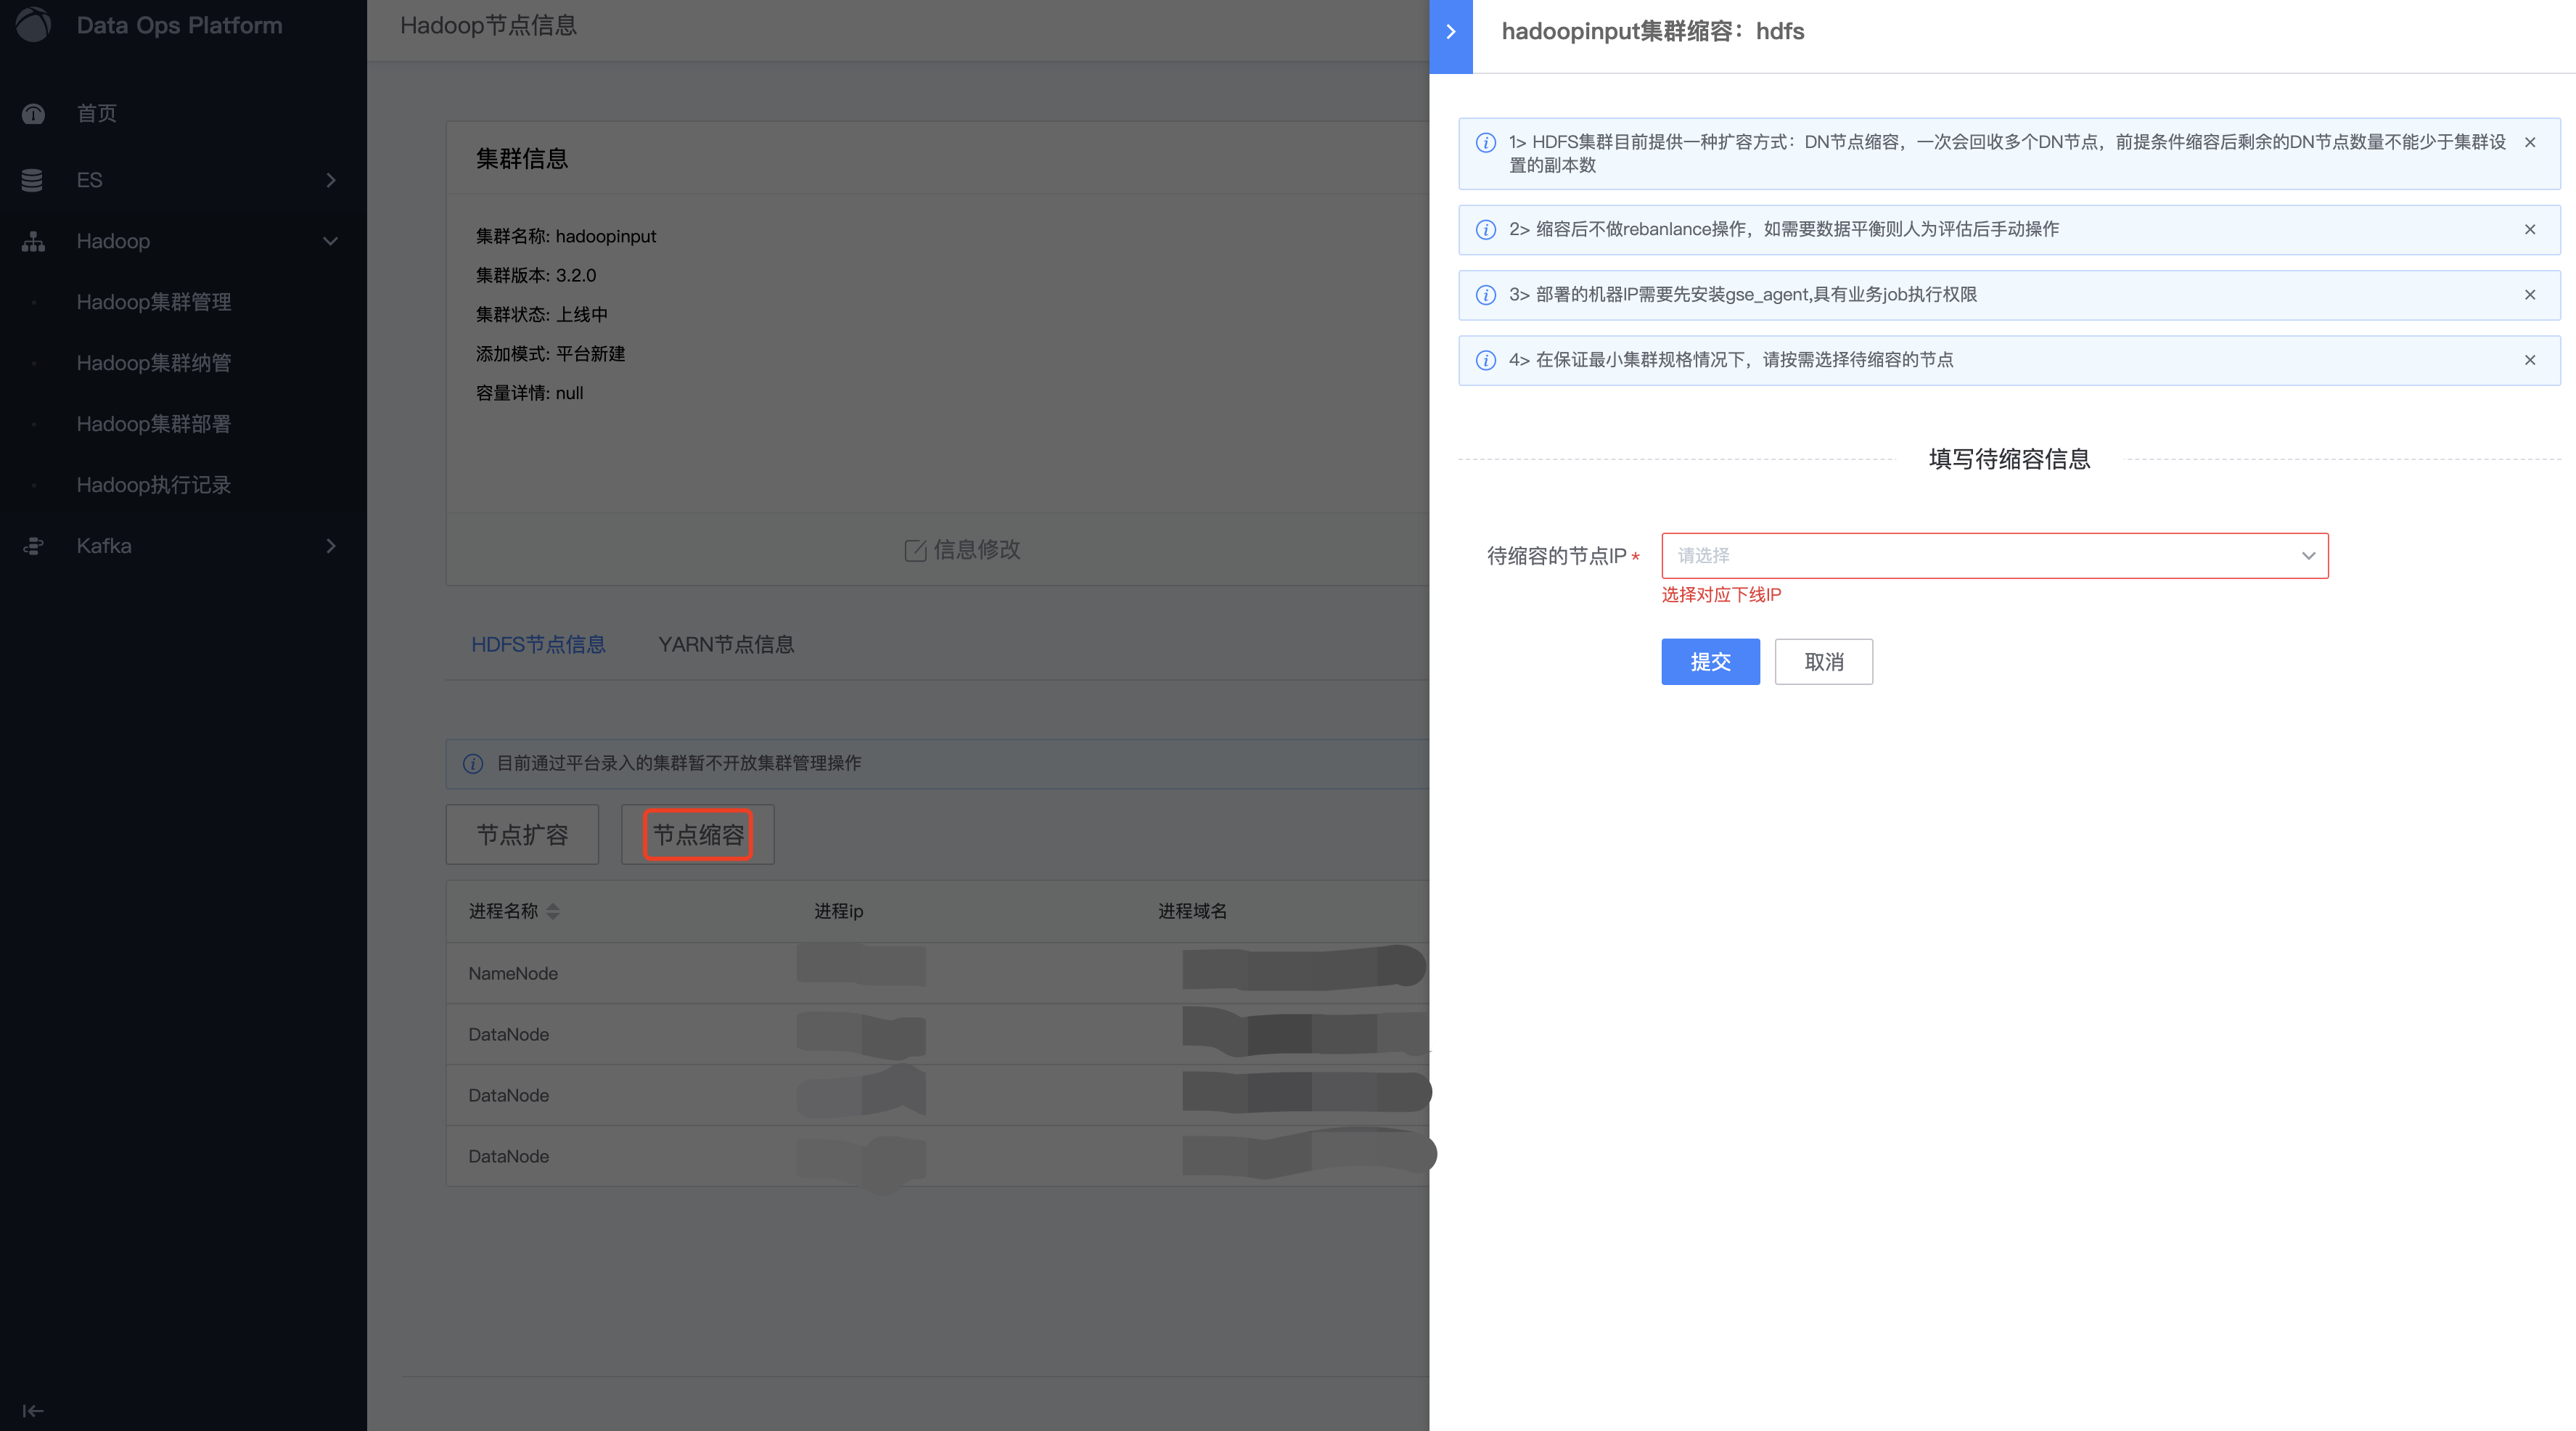 Data Ops Platform
首页
ES
Hadoop
Hadoop集群管理
Hadoop集群纳管
Hadoop集群部署
Hadoop执行记录
Kafka
Hadoop节点信息
集群信息
集群名称: hadoopinput
集群版本: 3.2.0
集群状态: 上线中
添加模式: 平台新建
容量详情: null
信息修改
HDFS节点信息
YARN节点信息
目前通过平台录入的集群暂不开放集群管理操作
节点扩容
节点缩容
进程名称 进程ip 进程域名
NameNode
DataNode
DataNode
DataNode
hadoopinput集群缩容：hdfs
1> HDFS集群目前提供一种扩容方式：DN节点缩容，一次会回收多个DN节点，前提条件缩容后剩余的DN节点数量不能少于集群设
置的副本数
2> 缩容后不做rebanlance操作，如需要数据平衡则人为评估后手动操作
3> 部署的机器IP需要先安装gse_agent,具有业务job执行权限
4> 在保证最小集群规格情况下，请按需选择待缩容的节点
填写待缩容信息
待缩容的节点IP *
请选择
选择对应下线IP
提交
取消